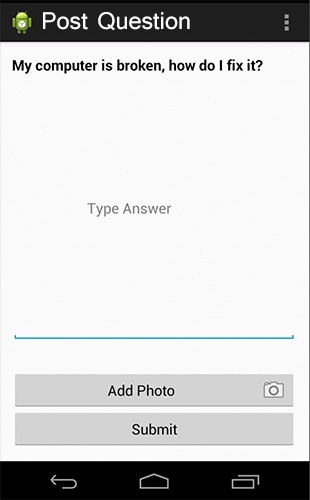 Post Question
My computer is broken, how do I fix it?
Type Answer
Add Photo
Submit